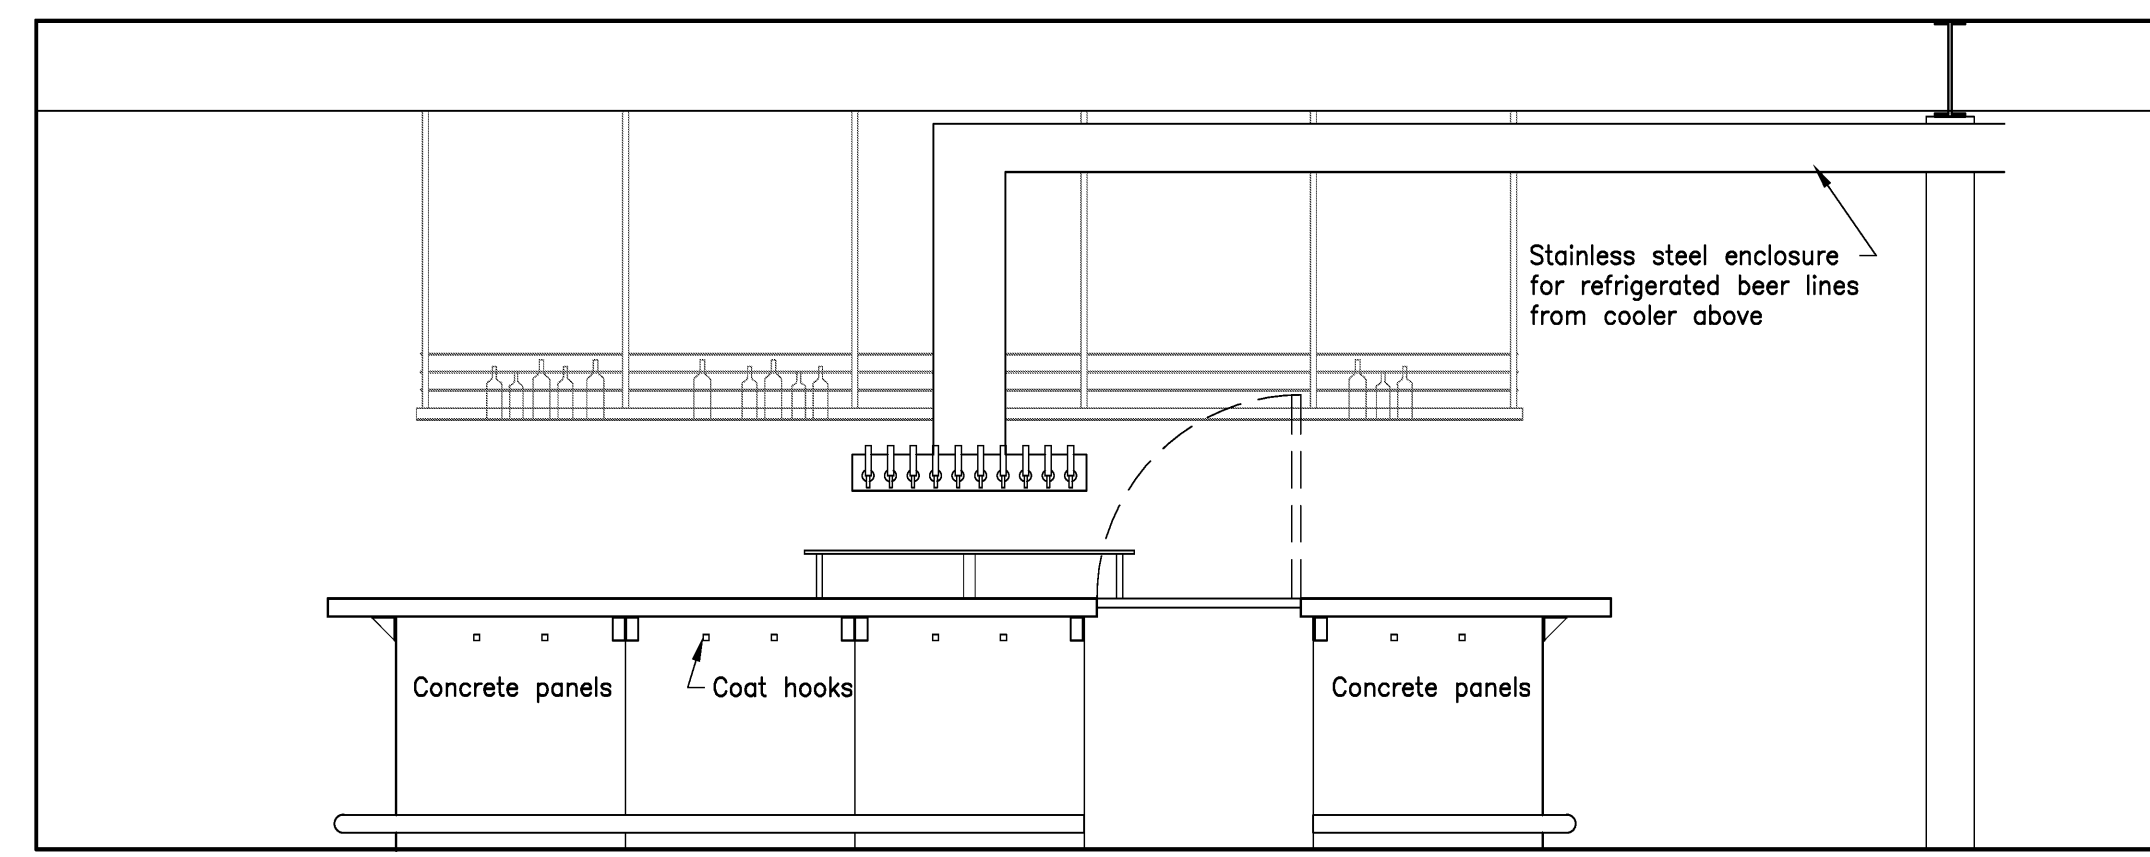 Stainless steel enclosure
for refrigerated beer lines
from cooler above
Concrete panels
Coat hooks
Concrete panels